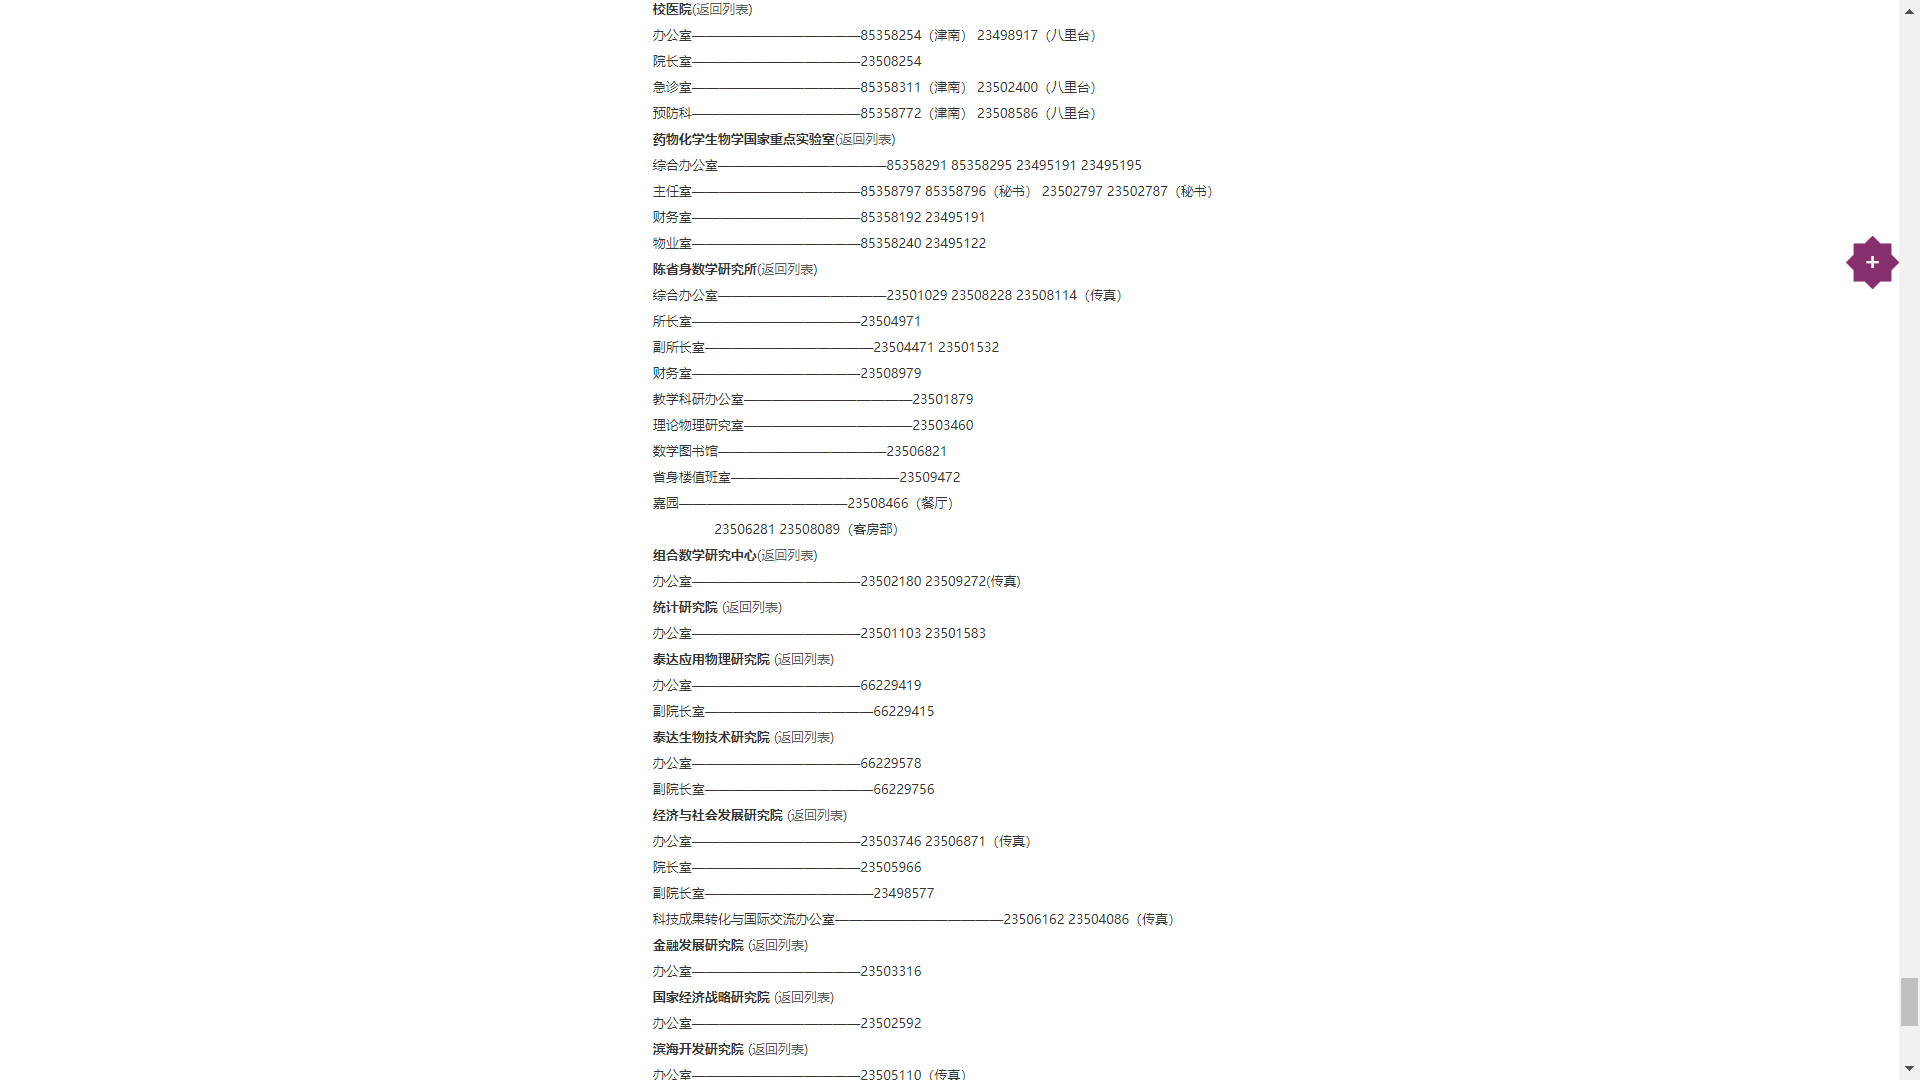 校医院(返回列表)
办公室————————————85358254（津南） 23498917（八里台）
院长室————————————23508254
急诊室————————————85358311（津南） 23502400（八里台）
预防科————————————85358772（津南） 23508586（八里台）
药物化学生物学国家重点实验室(返回列表)
综合办公室————————————85358291 85358295 23495191 23495195
主任室————————————85358797 85358796（秘书） 23502797 23502787（秘书）
财务室————————————85358192 23495191
物业室————————————85358240 23495122
陈省身数学研究所(返回列表)
综合办公室————————————23501029 23508228 23508114（传真）
所长室————————————23504971
副所长室————————————23504471 23501532
财务室————————————23508979
教学科研办公室————————————23501879
理论物理研究室————————————23503460
数学图书馆————————————23506821
省身楼值班室————————————23509472
嘉园————————————23508466（餐厅）
23506281 23508089（客房部）
组合数学研究中心(返回列表)
办公室————————————23502180 23509272(传真)
统计研究院 (返回列表)
办公室————————————23501103 23501583
泰达应用物理研究院 (返回列表)
办公室————————————66229419
副院长室————————————66229415
泰达生物技术研究院 (返回列表)
办公室————————————66229578
副院长室————————————66229756
经济与社会发展研究院 (返回列表)
办公室————————————23503746 23506871（传真）
院长室————————————23505966
副院长室————————————23498577
科技成果转化与国际交流办公室————————————23506162 23504086（传真）
金融发展研究院 (返回列表)
办公室————————————23503316
国家经济战略研究院 (返回列表)
办公室————————————23502592
滨海开发研究院 (返回列表)
办公室————————————23505110（传真）